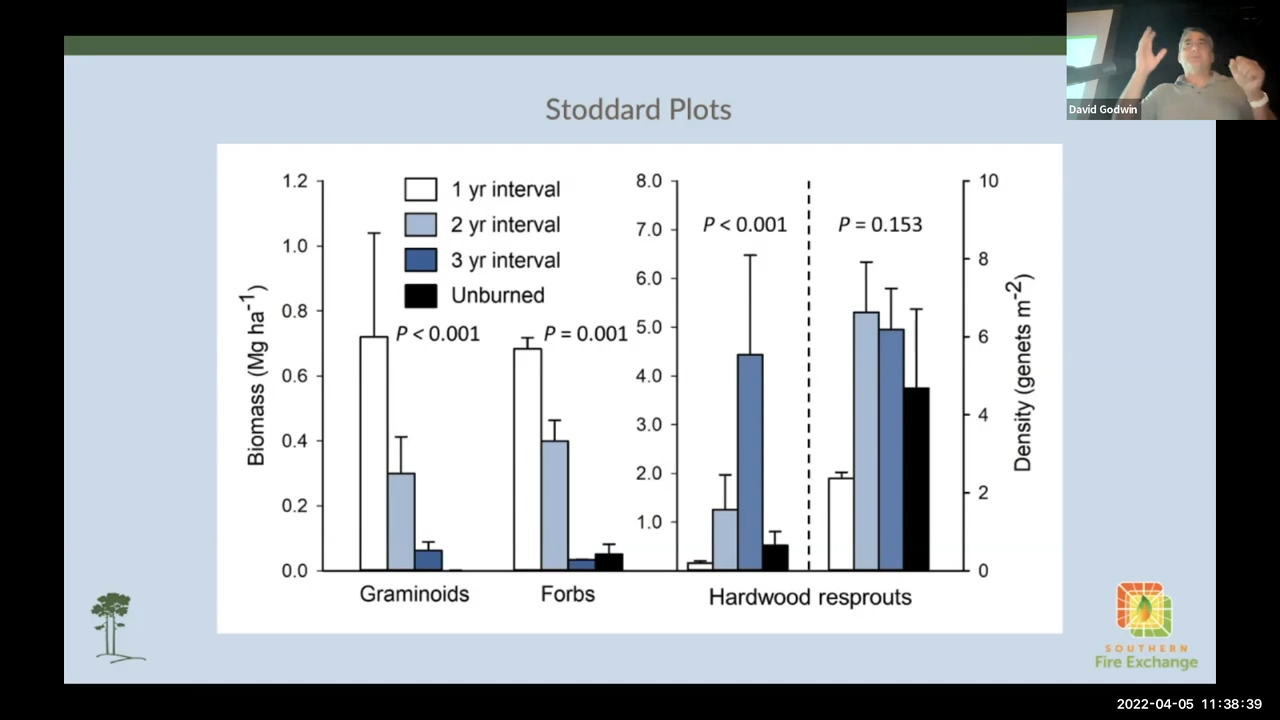 David Godwin
Stoddard Plots
1 yr interval
2 yr interval
3 yr interval
Unburned
Biomass (Mg ha⁻¹)
1.2
1.0
0.8
0.6
0.4
0.2
0.0
P < 0.001
P = 0.001
Graminoids
Forbs
8.0
7.0
6.0
5.0
4.0
3.0
2.0
1.0
P < 0.001
P = 0.153
Hardwood resprouts
10
8
6
4
2
0
Density (genets m⁻²)
SOUTHERN
Fire Exchange
2022-04-05 11:38:39